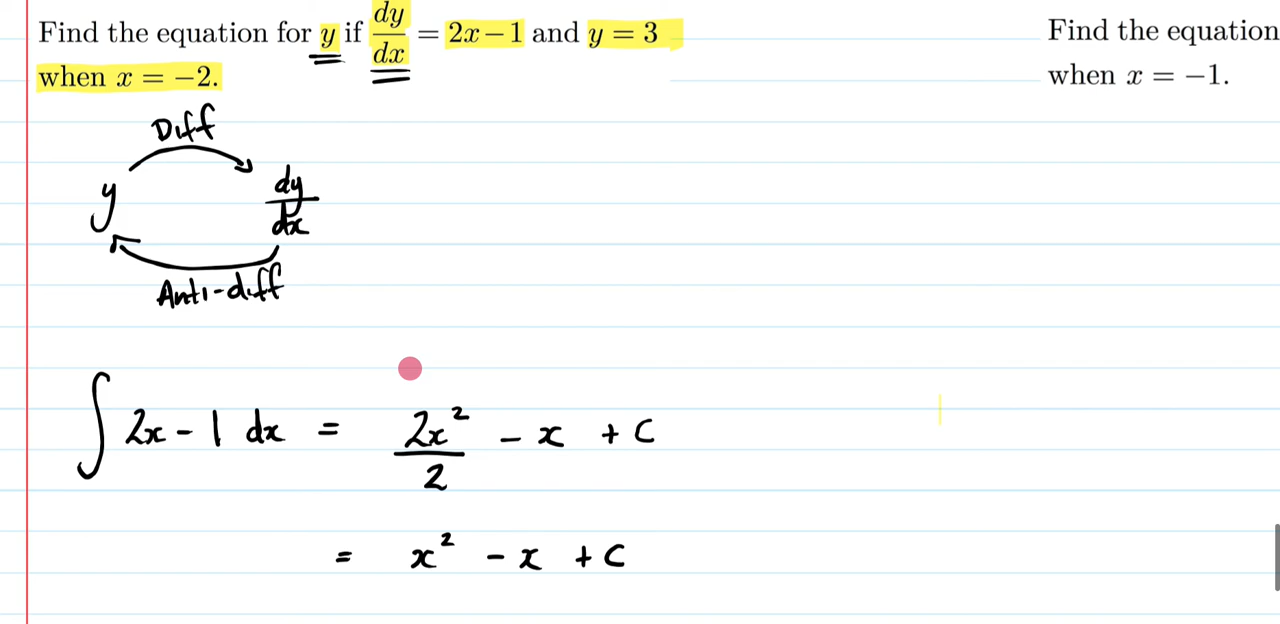 Find the equation for y if dy/dx = 2x − 1 and y = 3
when x = −2.
Find the equation
when x = −1.
Diff
y dy/dx
Anti-diff
∫ 2x − 1 dx = 2x²/2 − x + c
= x² − x + c